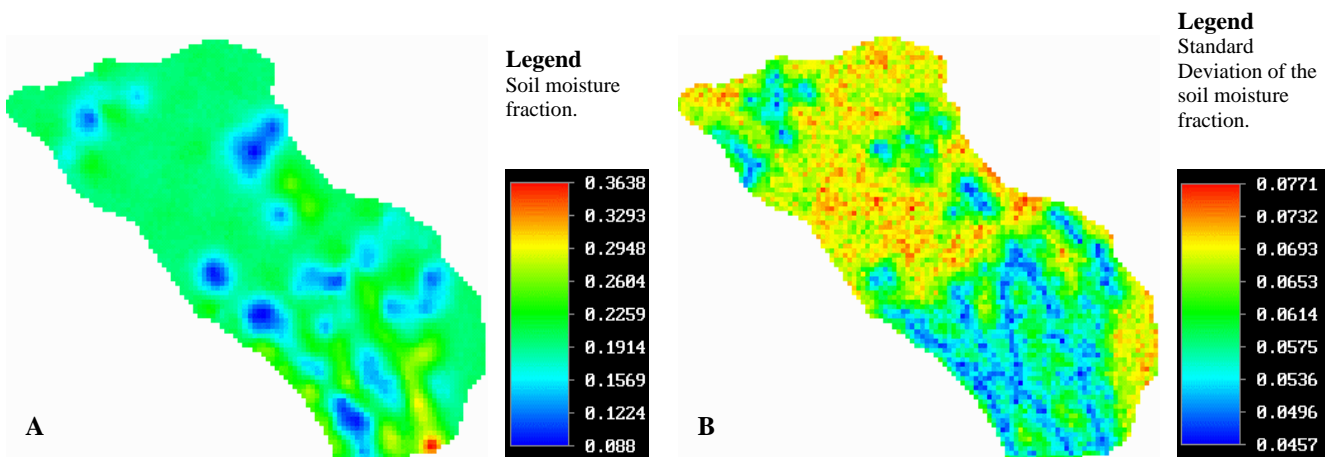 Legend
Soil moisture
fraction.
0.3638
0.3293
0.2948
0.2604
0.2259
0.1914
0.1569
0.1224
0.088
A
Legend
Standard
Deviation of the
soil moisture
fraction.
0.0771
0.0732
0.0693
0.0653
0.0614
0.0575
0.0536
0.0496
0.0457
B